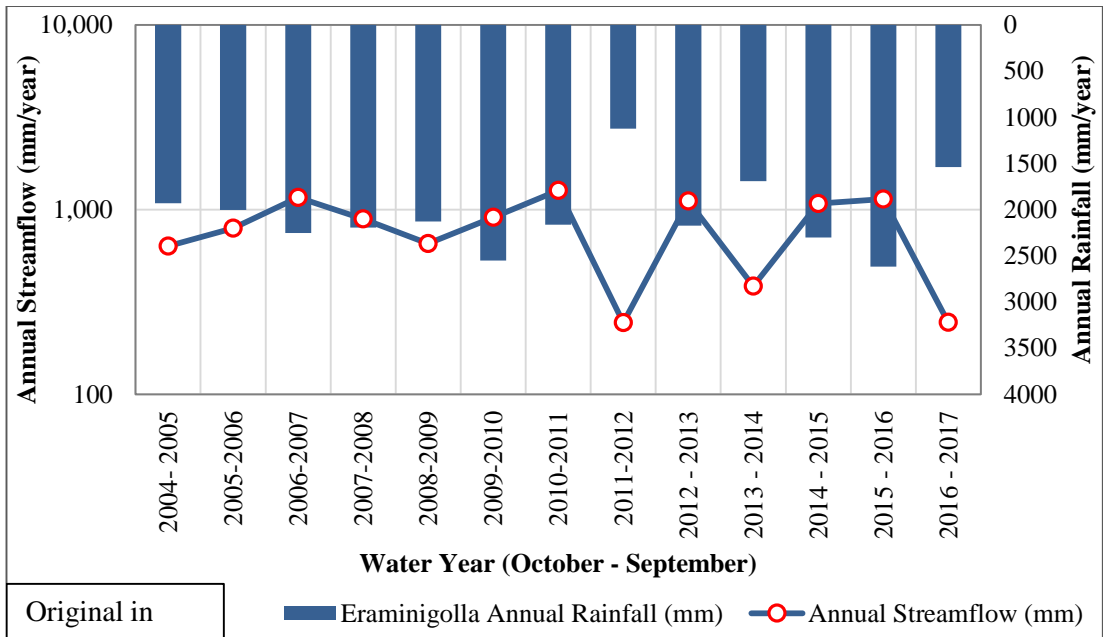 Annual Streamflow (mm/year)
10,000
1,000
100
0
500
1000
1500
2000
2500
3000
3500
4000
Annual Rainfall (mm/year)
2004- 2005
2005-2006
2006-2007
2007-2008
2008-2009
2009-2010
2010-2011
2011-2012
2012 - 2013
2013 - 2014
2014 - 2015
2015 - 2016
2016 - 2017
Water Year (October - September)
Original in
Eraminigolla Annual Rainfall (mm)
Annual Streamflow (mm)